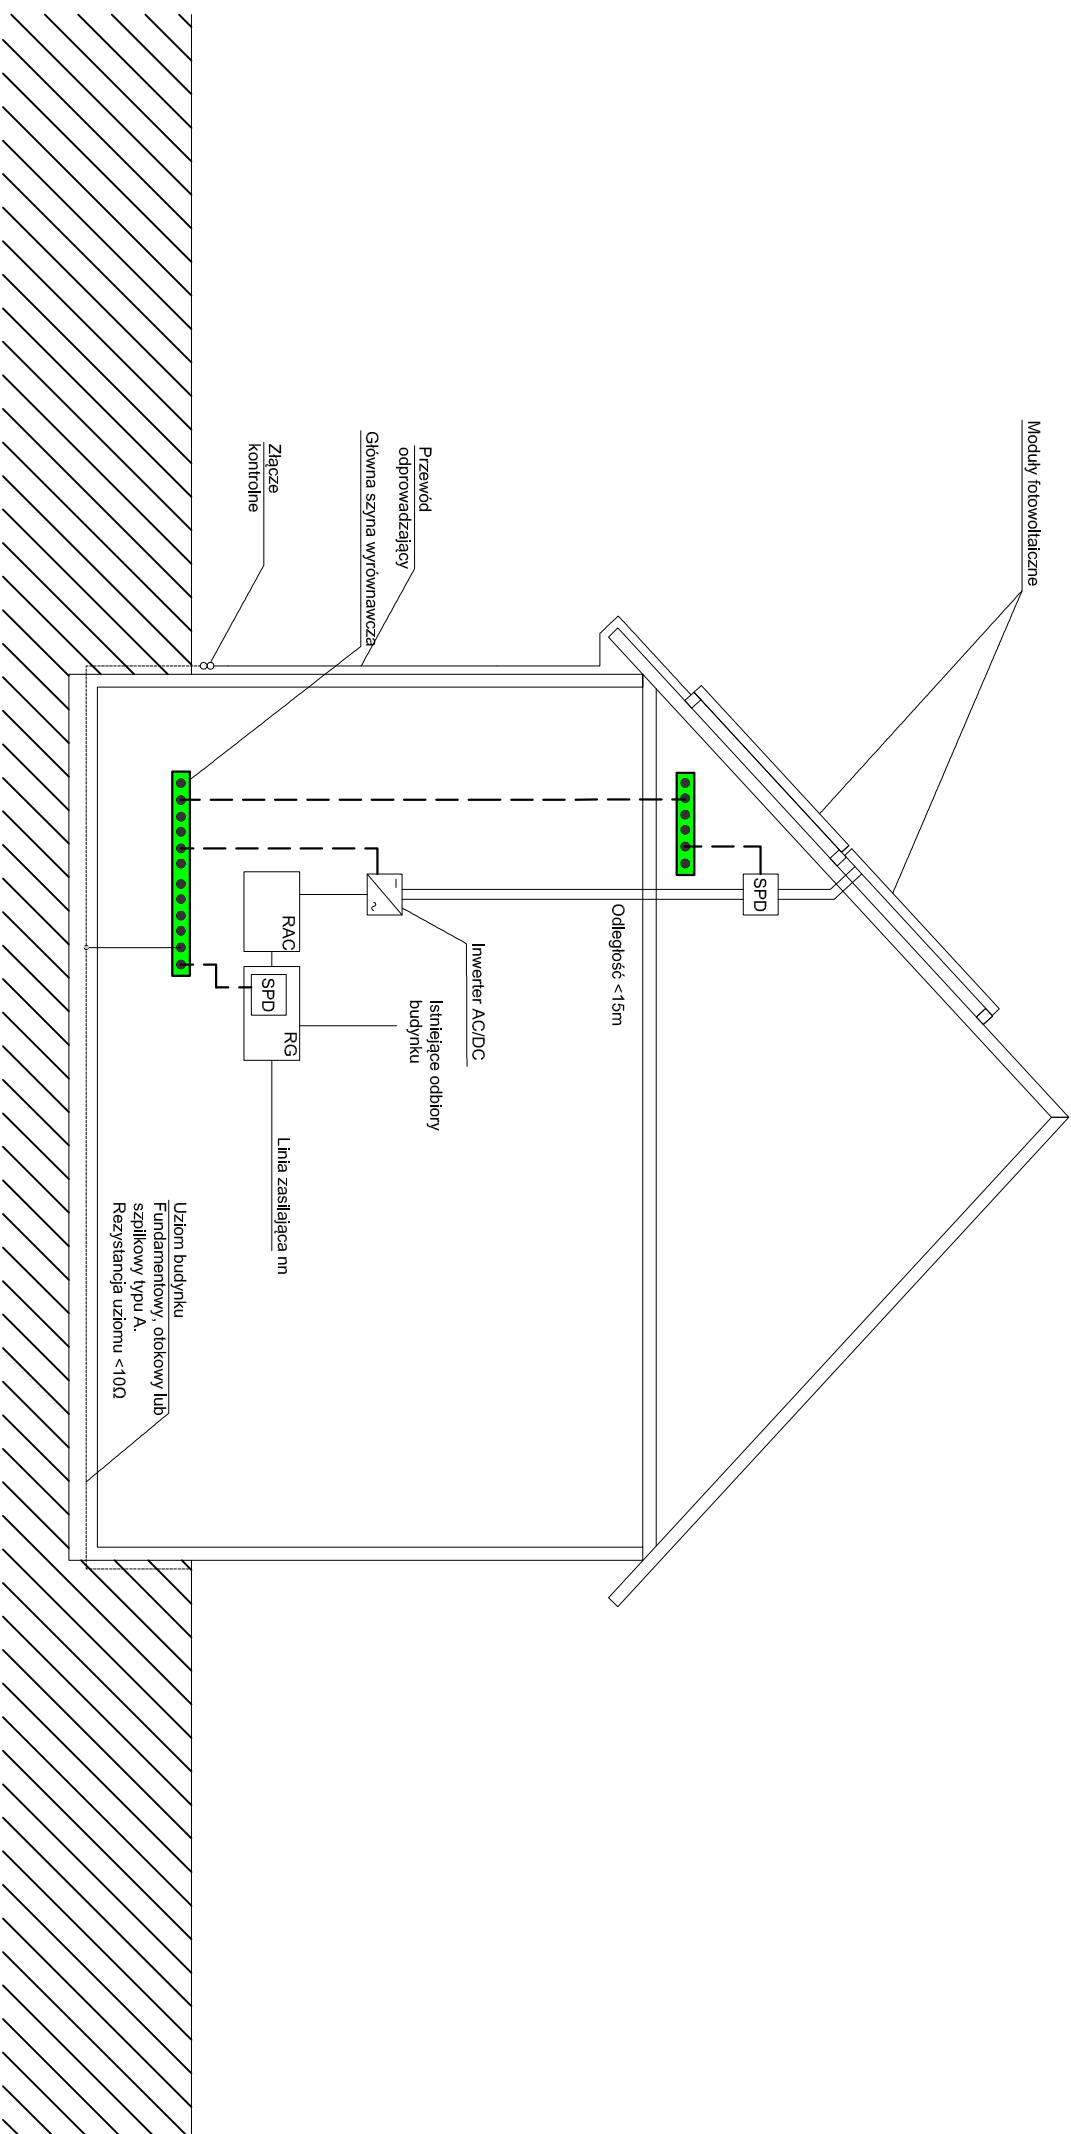 Moduły fotowoltaiczne
Przewód
odprowadzający
Główna szyna wyrównawcza
Złącze
kontrolne
SPD
Odległość <15m
– ~
Inwerter AC/DC
Istniejące odbiory
budynku
RAC
SPD
RG
Linia zasilająca nn
Uziom budynku
Fundamentowy, otokowy lub
szpilkowy typu A.
Rezystancja uziomu <10Ω